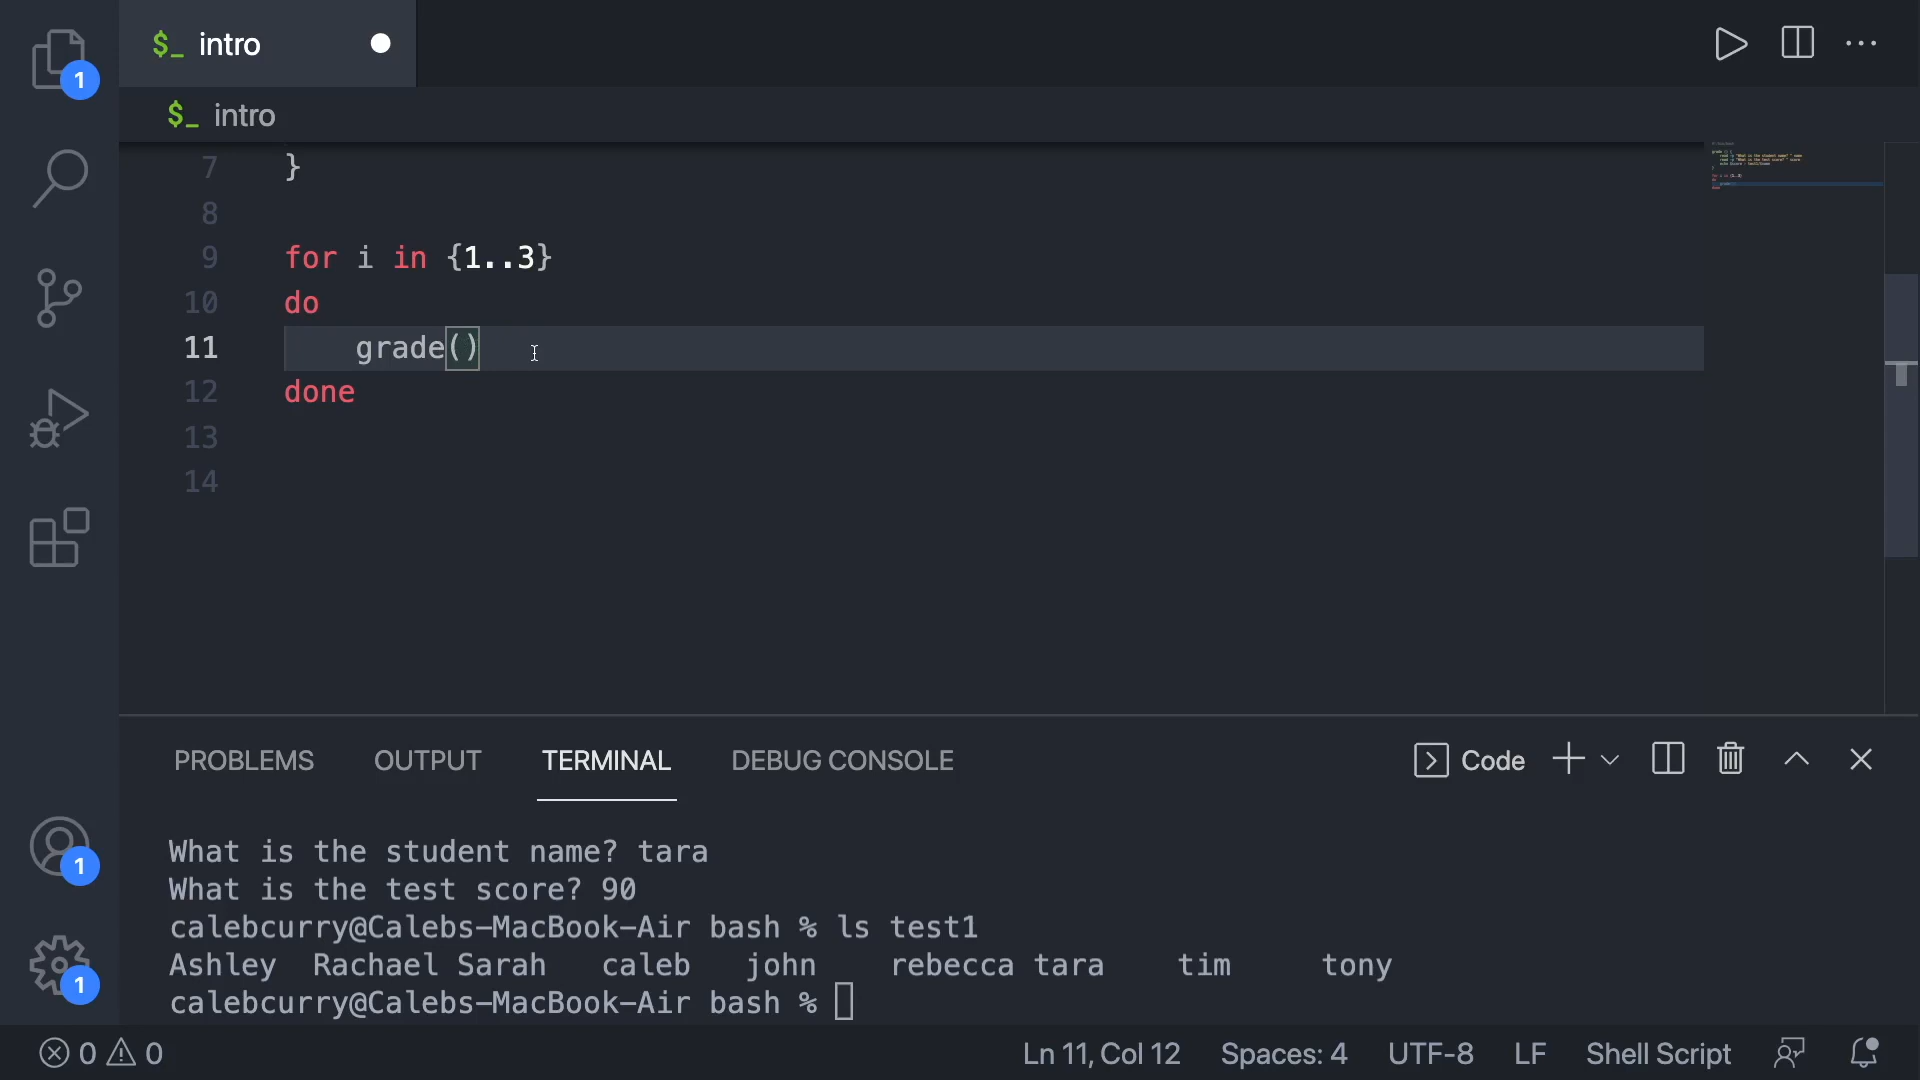 $_ intro
1
$_ intro
7 }
8
9 for i in {1..3}
10 do
11 grade()
12 done
13
14
PROBLEMS OUTPUT TERMINAL DEBUG CONSOLE Code
What is the student name? tara
What is the test score? 90
calebcurry@Calebs-MacBook-Air bash % ls test1
Ashley Rachael Sarah caleb john rebecca tara tim tony
calebcurry@Calebs-MacBook-Air bash %
1
1
0 0 Ln 11, Col 12 Spaces: 4 UTF-8 LF Shell Script